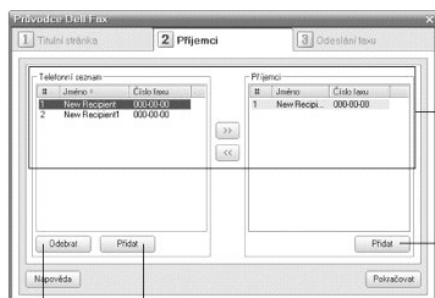 Průvodce Dell Fax
1 Titulní stránka
2 Příjemci
3 Odeslání faxu
Telefonní seznam
# Jméno Číslo faxu
1 New Recipient 000-00-00
2 New Recipient1 000-00-00
>>
<<
Příjemci
# Jméno Číslo faxu
1 New Recipi... 000-00-00
Odebrat Přidat
Přidat
Nápověda
Pokračovat